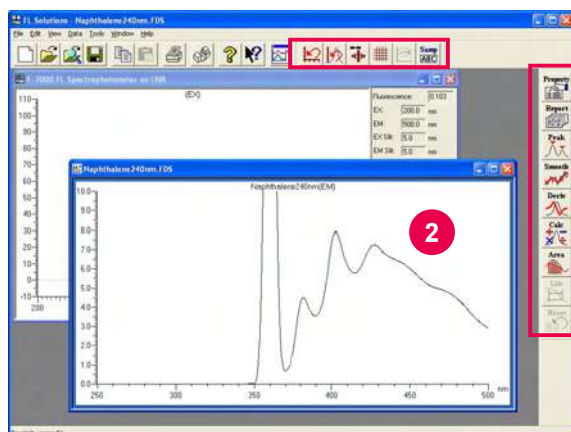 FL Solutions - Naphthalene240nm.FDS
File Edit View Data Tools Window Help
Samp
ABC
F-7000 FL Spectrophotometer on USB
(EX)
110
100
90
80
70
60
50
40
30
20
10
0
-10
200
Fluorescence: 0.103
EX: 200.0 nm
EM: 500.0 nm
EX Slit: 5.0 nm
EM Slit: 5.0 nm
Naphthalene240nm.FDS
Naphthalene240nm(EM)
10.0
9.0
8.0
7.0
6.0
5.0
4.0
3.0
2.0
1.0
0.0
250 300 350 400 450 500 nm
2
Property
Report
Peak
Smooth
Deriv
Calc
Area